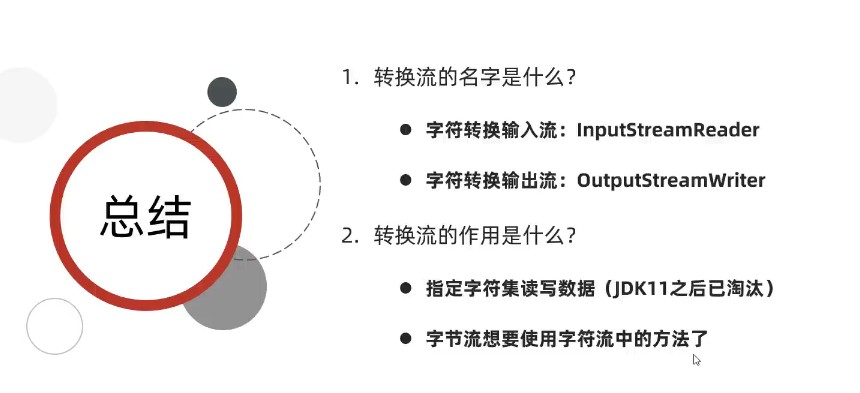 总结
1. 转换流的名字是什么？
● 字符转换输入流：InputStreamReader
● 字符转换输出流：OutputStreamWriter
2. 转换流的作用是什么？
● 指定字符集读写数据（JDK11之后已淘汰）
● 字节流想要使用字符流中的方法了